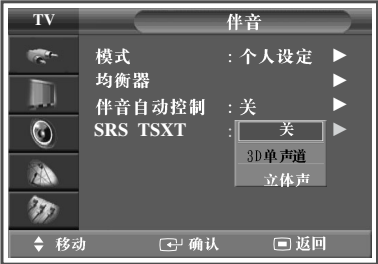 TV 伴音
模式 : 个人设定
均衡器
伴音自动控制 : 关
SRS TSXT : 关
3D单声道
立体声
移动 确认 返回